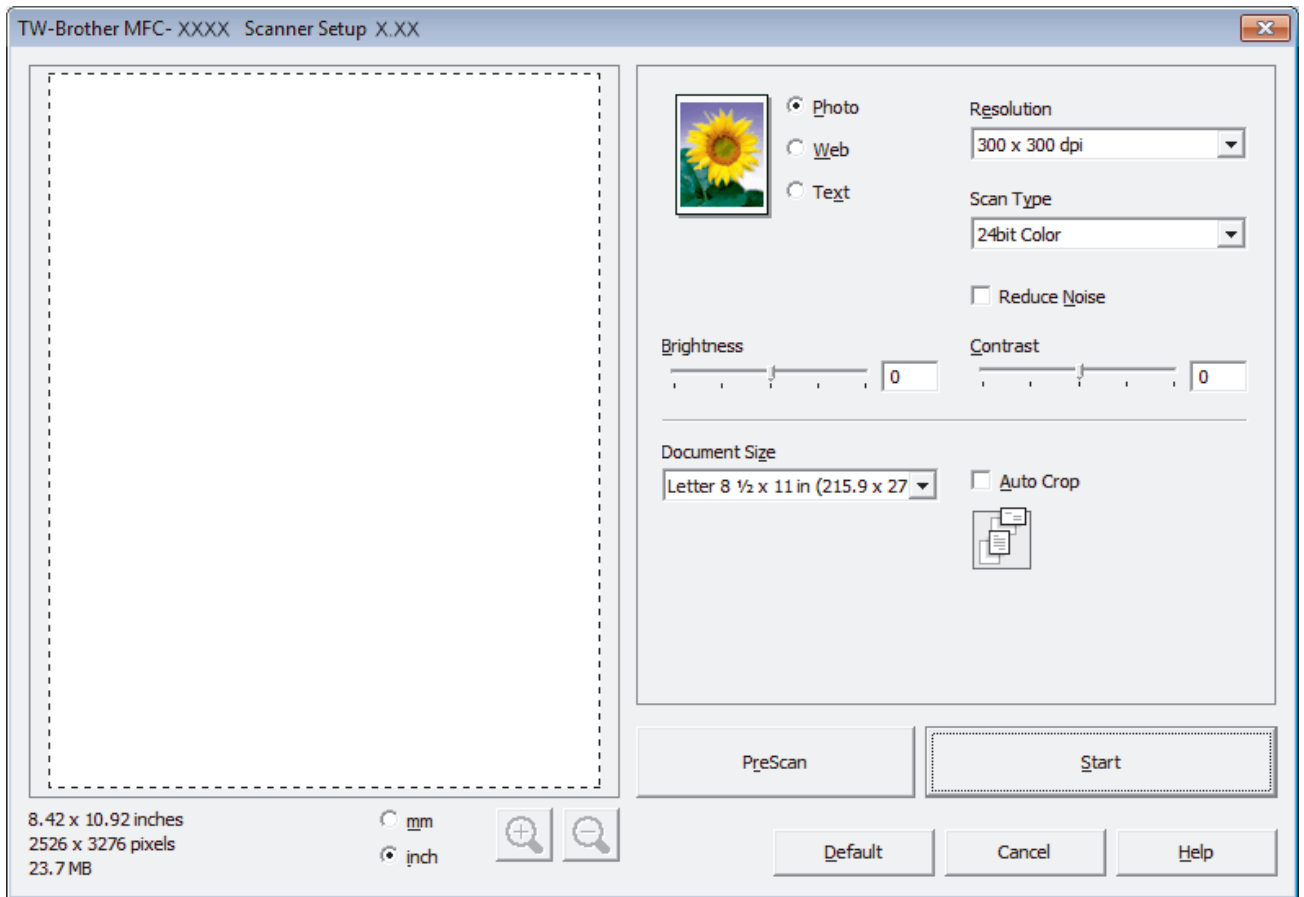 TW-Brother MFC- XXXX Scanner Setup X.XX
Photo
Web
Text
Resolution
300 x 300 dpi
Scan Type
24bit Color
Reduce Noise
Brightness
0
Contrast
0
Document Size
Letter 8 ½ x 11 in (215.9 x 27
Auto Crop
PreScan
Start
8.42 x 10.92 inches
2526 x 3276 pixels
23.7 MB
mm
inch
Default
Cancel
Help